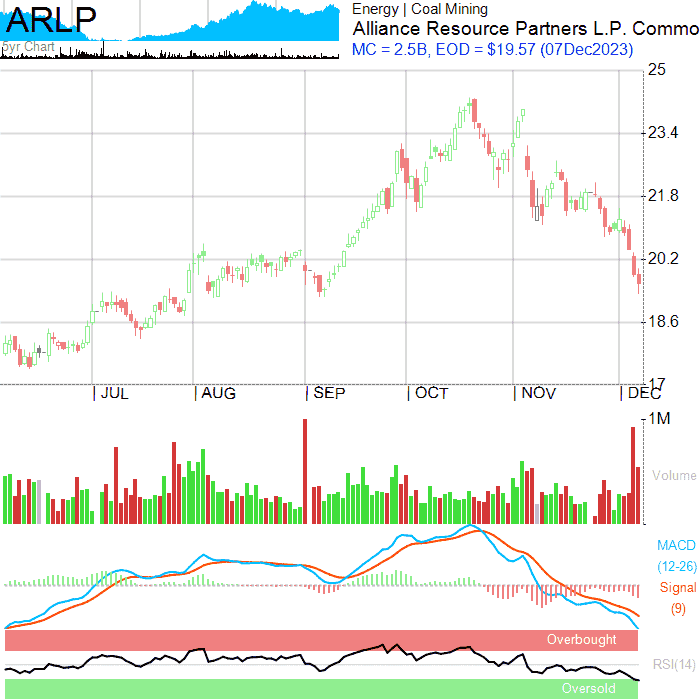 ARLP
5yr Chart
Energy | Coal Mining
Alliance Resource Partners L.P. Commo
MC = 2.5B, EOD = $19.57 (07Dec2023)
25
23.4
21.8
20.2
18.6
17
JUL
AUG
SEP
OCT
NOV
DEC
1M
Volume
MACD
(12-26)
Signal
(9)
Overbought
RSI(14)
Oversold